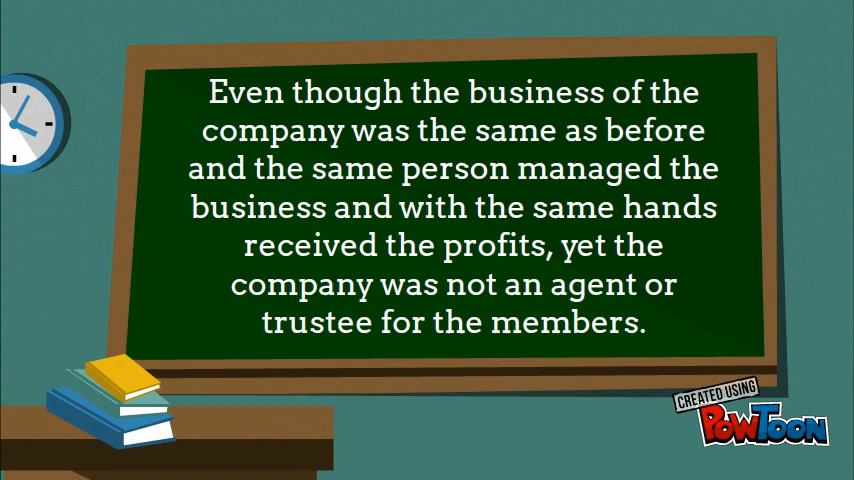 Even though the business of the
company was the same as before
and the same person managed the
business and with the same hands
received the profits, yet the
company was not an agent or
trustee for the members.
CREATED USING
POWTOON